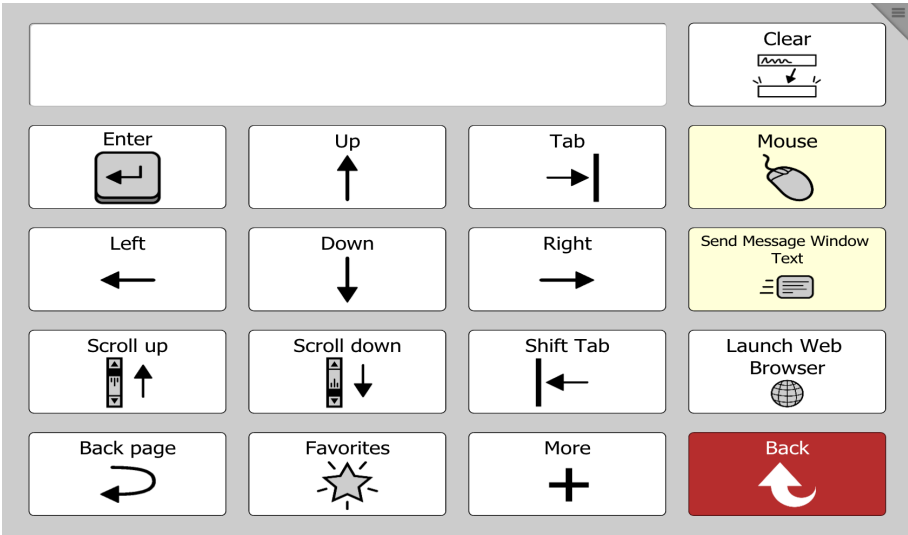 Clear
Enter
Up
Tab
Mouse
Left
Down
Right
Send Message Window
Text
Scroll up
Scroll down
Shift Tab
Launch Web
Browser
Back page
Favorites
More
Back